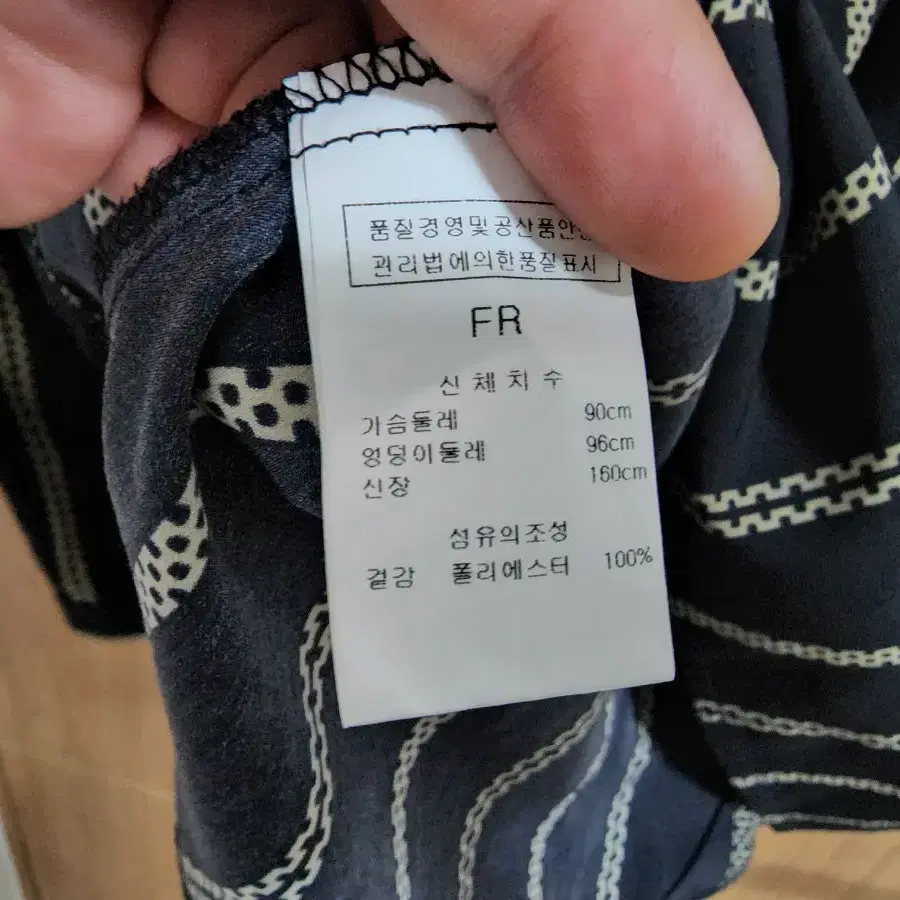 품질경영및공산품안전
관리법에의한품질표시
FR
신체치수
가슴둘레 90cm
엉덩이둘레 96cm
신장 160cm
섬유의조성
겉감 폴리에스터 100%